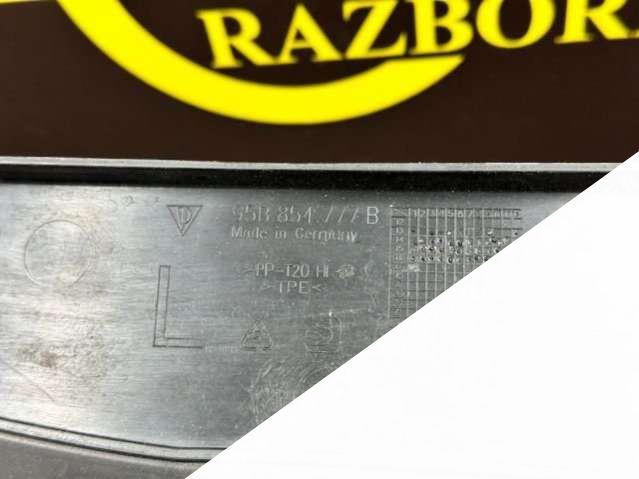 RAZBOR
D
95B 854 777 B
Made in Germany
>PP-T20 HI
>TPE<
L